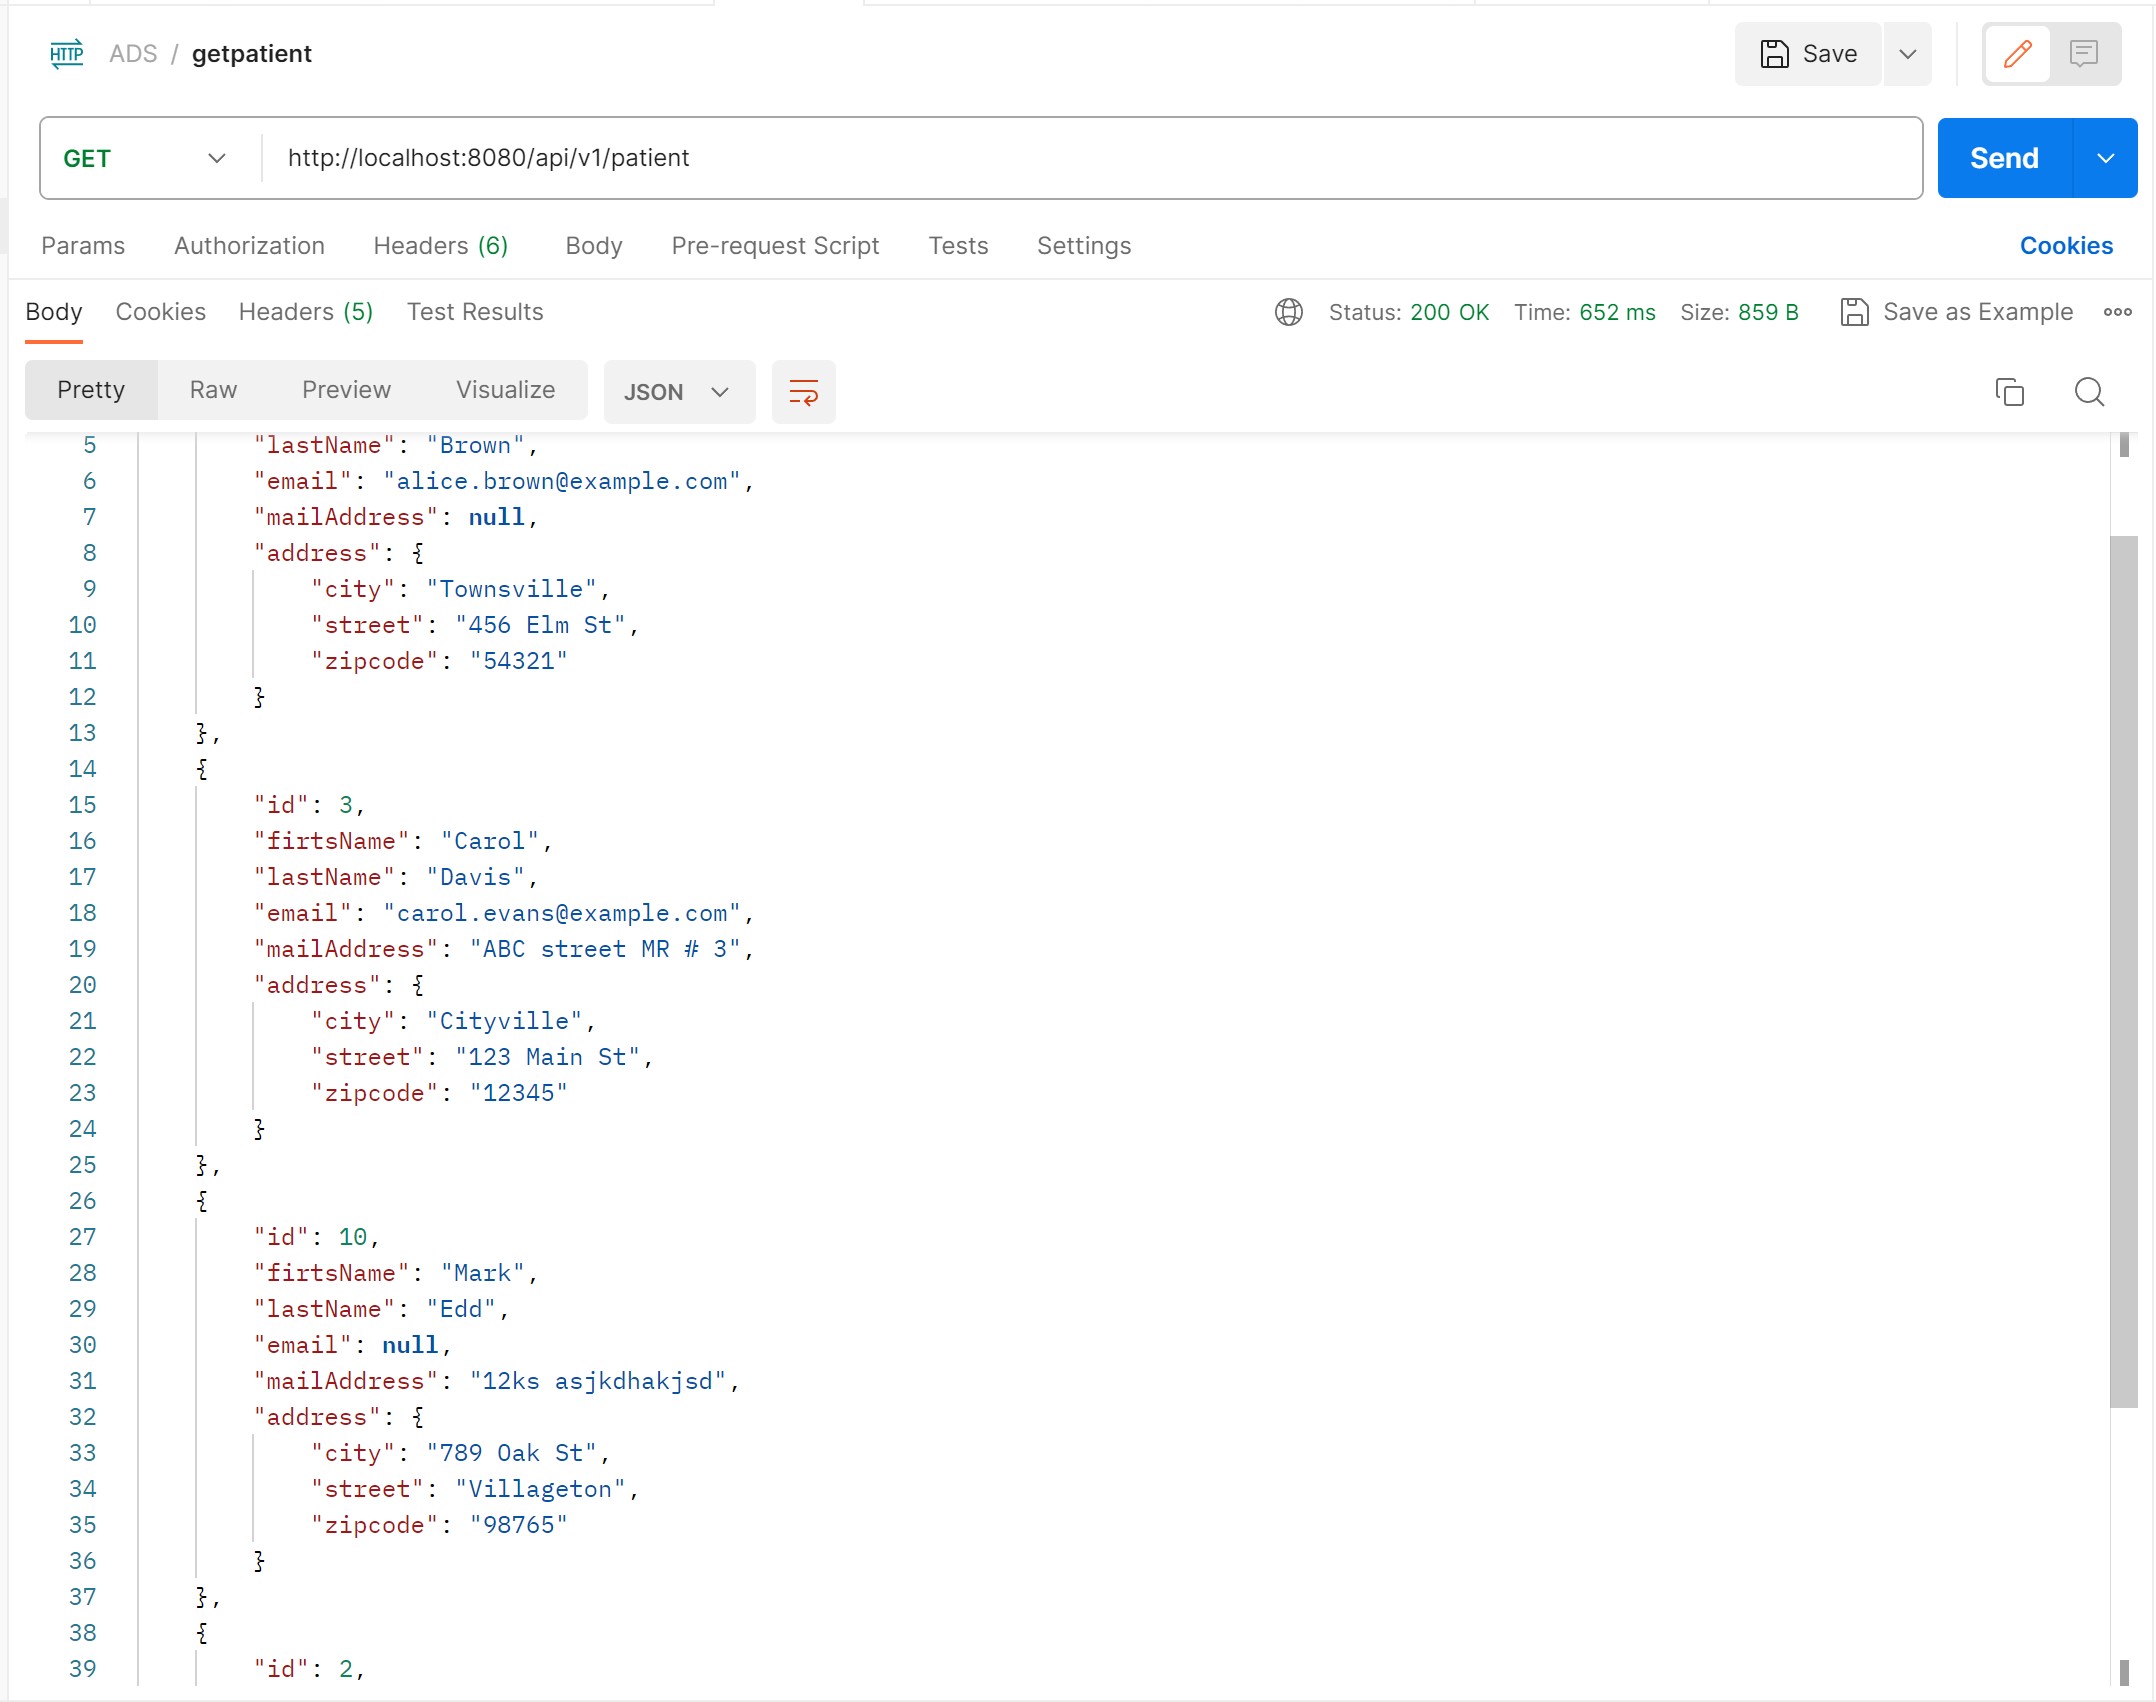 HTTP ADS / getpatient Save
GET http://localhost:8080/api/v1/patient Send
Params Authorization Headers (6) Body Pre-request Script Tests Settings Cookies
Body Cookies Headers (5) Test Results Status: 200 OK Time: 652 ms Size: 859 B Save as Example
Pretty Raw Preview Visualize JSON
5 "lastName": "Brown",
6 "email": "alice.brown@example.com",
7 "mailAddress": null,
8 "address": {
9 "city": "Townsville",
10 "street": "456 Elm St",
11 "zipcode": "54321"
12 }
13 },
14 {
15 "id": 3,
16 "firtsName": "Carol",
17 "lastName": "Davis",
18 "email": "carol.evans@example.com",
19 "mailAddress": "ABC street MR # 3",
20 "address": {
21 "city": "Cityville",
22 "street": "123 Main St",
23 "zipcode": "12345"
24 }
25 },
26 {
27 "id": 10,
28 "firtsName": "Mark",
29 "lastName": "Edd",
30 "email": null,
31 "mailAddress": "12ks asjkdhakjsd",
32 "address": {
33 "city": "789 Oak St",
34 "street": "Villageton",
35 "zipcode": "98765"
36 }
37 },
38 {
39 "id": 2,